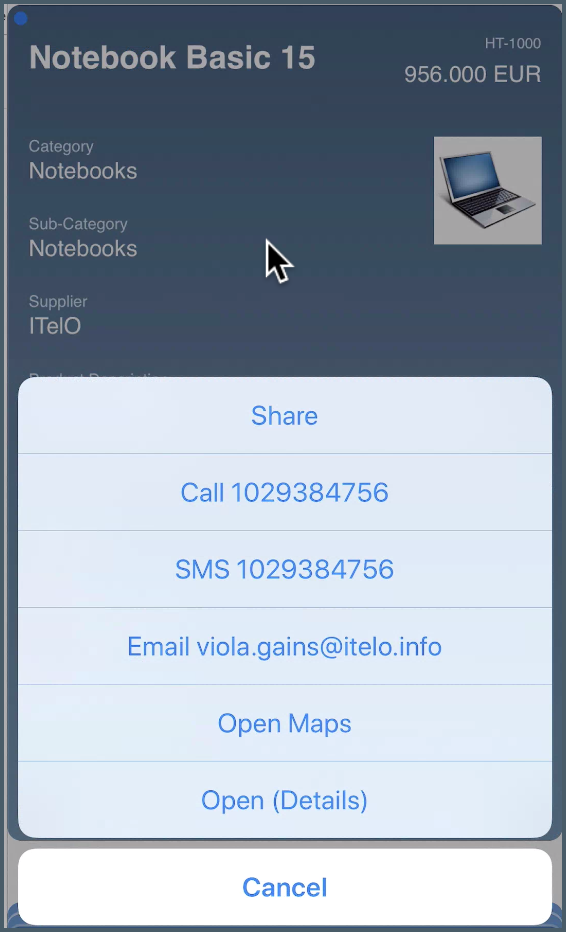 Notebook Basic 15
HT-1000
956.000 EUR
Category
Notebooks
Sub-Category
Notebooks
Supplier
ITelO
Share
Call 1029384756
SMS 1029384756
Email viola.gains@itelo.info
Open Maps
Open (Details)
Cancel